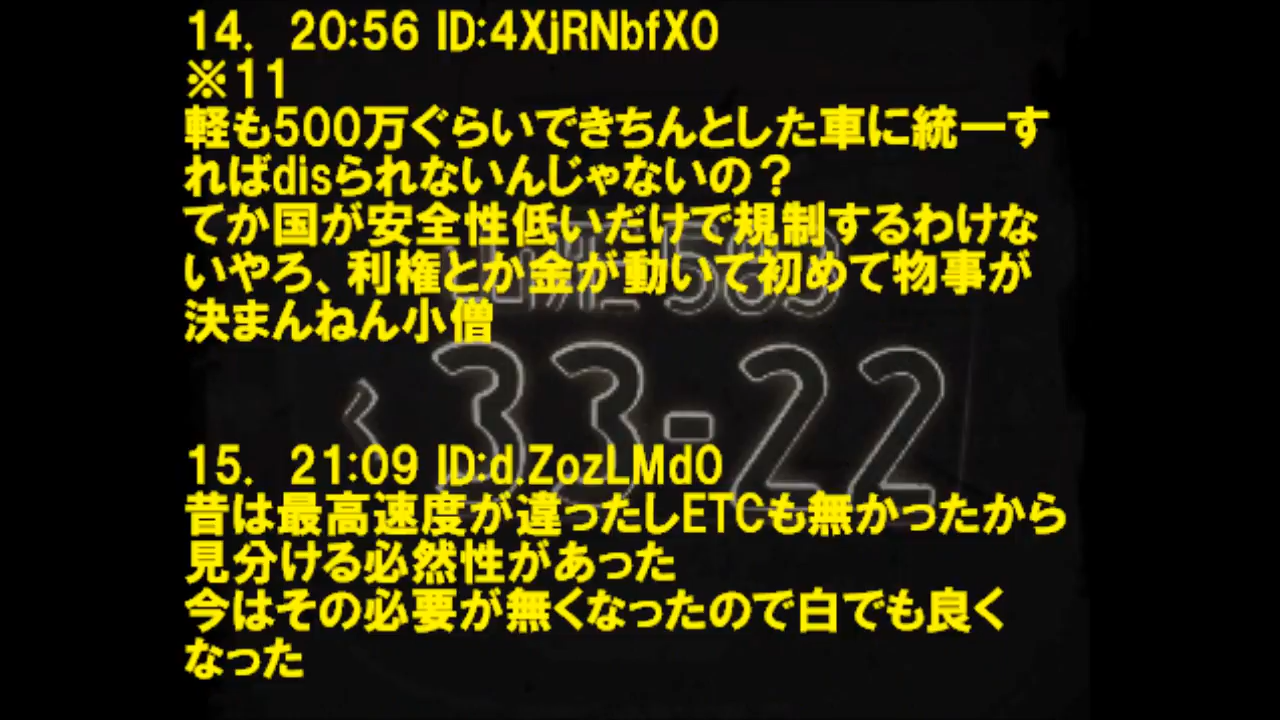 14. 20:56 ID:4XjRNbfX0
※11
軽も500万ぐらいできちんとした車に統一す
ればdisられないんじゃないの？
てか国が安全性低いだけで規制するわけな
いやろ、利権とか金が動いて初めて物事が
決まんねん小僧
583
く 33-22
15. 21:09 ID:d.ZozLMd0
昔は最高速度が違ったしETCも無かったから
見分ける必然性があった
今はその必要が無くなったので白でも良く
なった